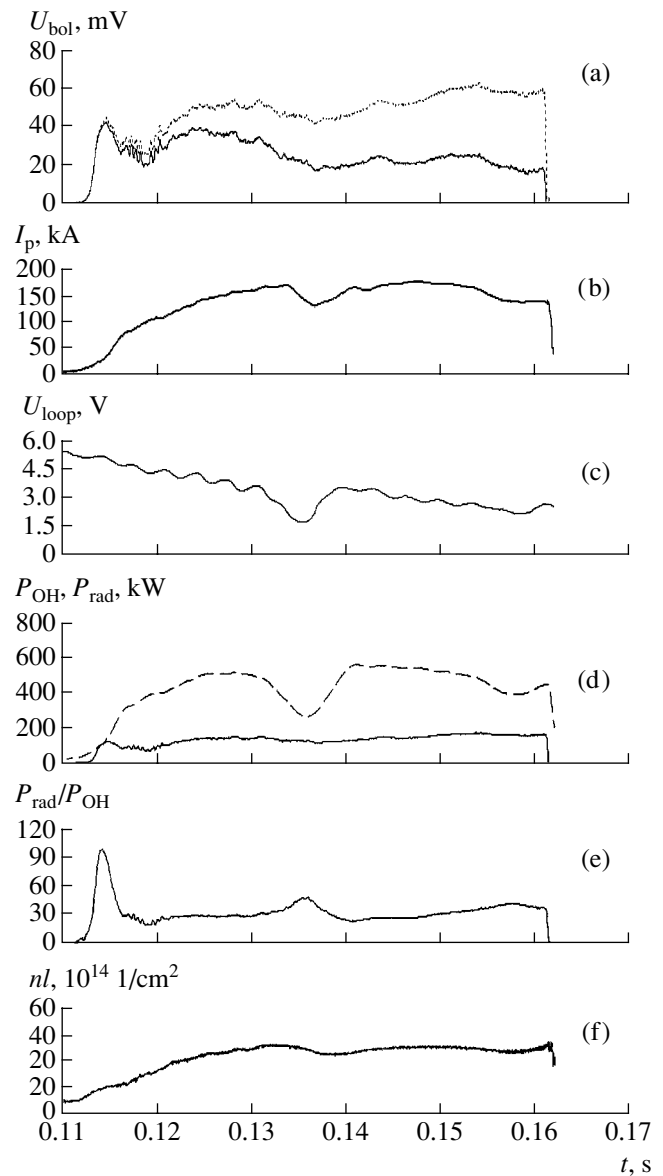 U_bol, mV
80
60
40
20
0
(a)
I_p, kA
200
150
100
50
0
(b)
U_loop, V
6.0
4.5
3.0
1.5
0
(c)
P_OH, P_rad, kW
800
600
400
200
0
(d)
P_rad/P_OH
120
90
60
30
0
(e)
nl, 10^14 1/cm^2
60
40
20
20
0
(f)
0.11 0.12 0.13 0.14 0.15 0.16 0.17
t, s